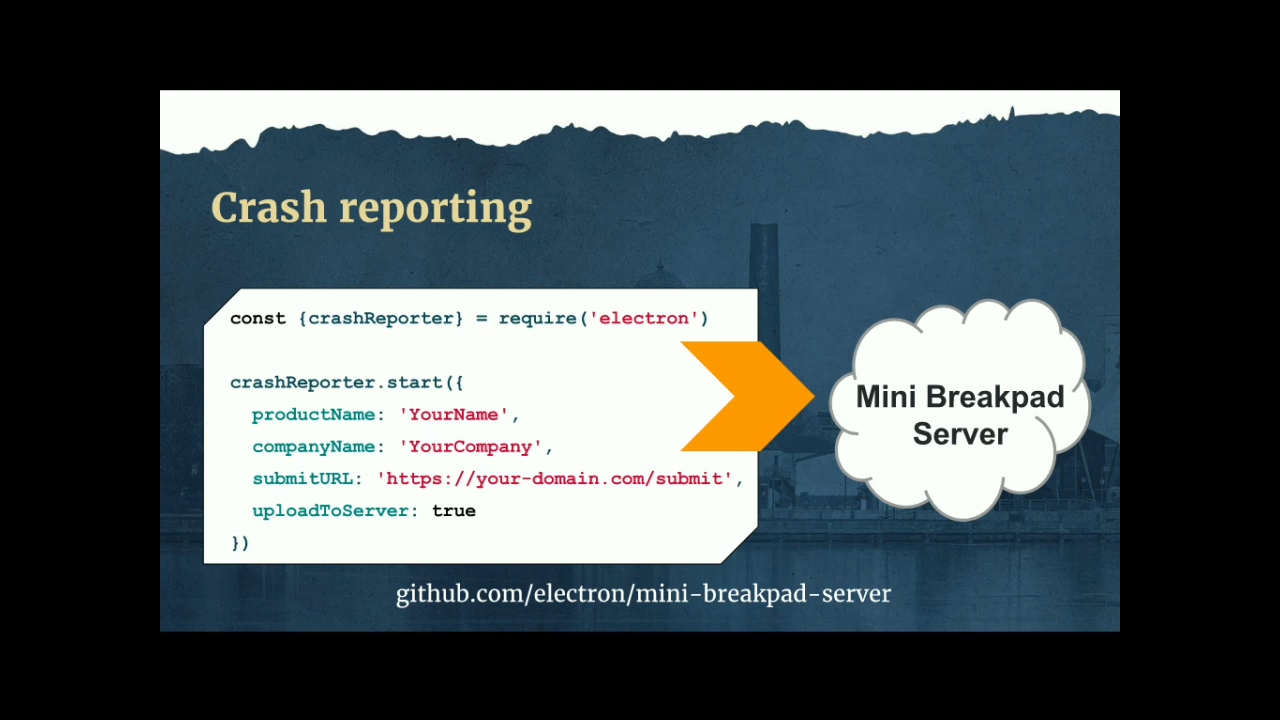 Crash reporting
const {crashReporter} = require('electron')
crashReporter.start({
  productName: 'YourName',
  companyName: 'YourCompany',
  submitURL: 'https://your-domain.com/submit',
  uploadToServer: true
})
Mini Breakpad
Server
github.com/electron/mini-breakpad-server